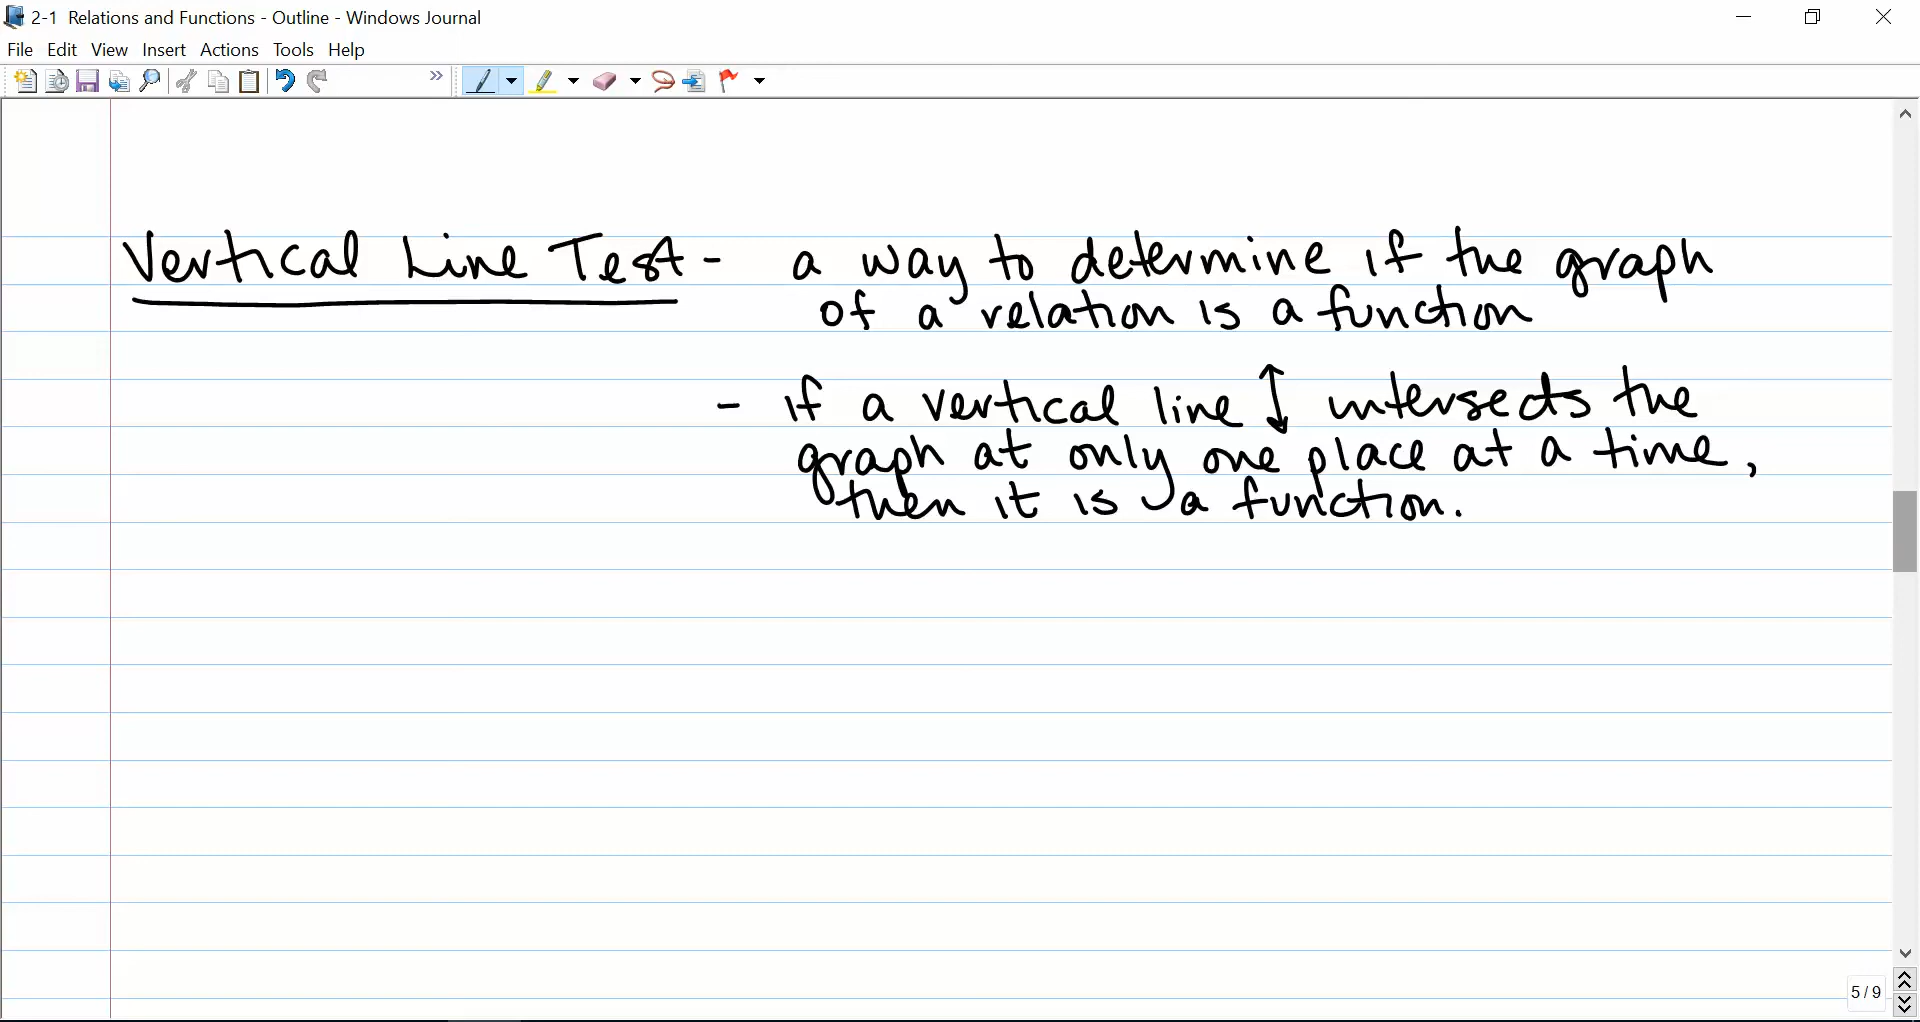 2-1 Relations and Functions - Outline - Windows Journal
File Edit View Insert Actions Tools Help
Vertical Line Test - a way to determine if the graph
of a relation is a function
- if a vertical line ↕ intersects the
graph at only one place at a time,
then it is a function.
5 / 9